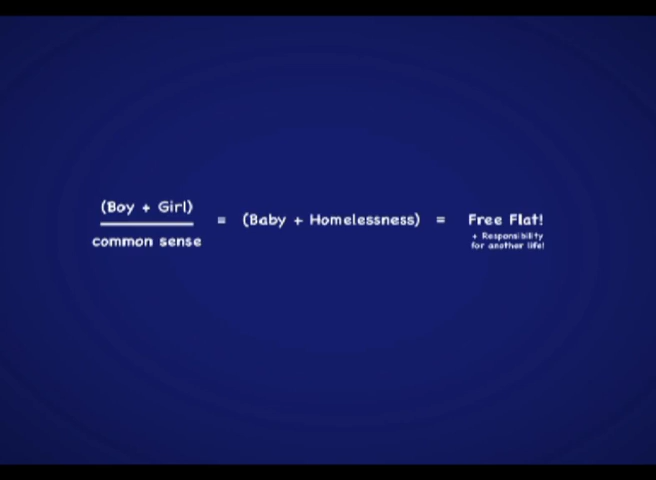 (Boy + Girl)
common sense
= (Baby + Homelessness) = Free Flat!
+ Responsibility
for another life!